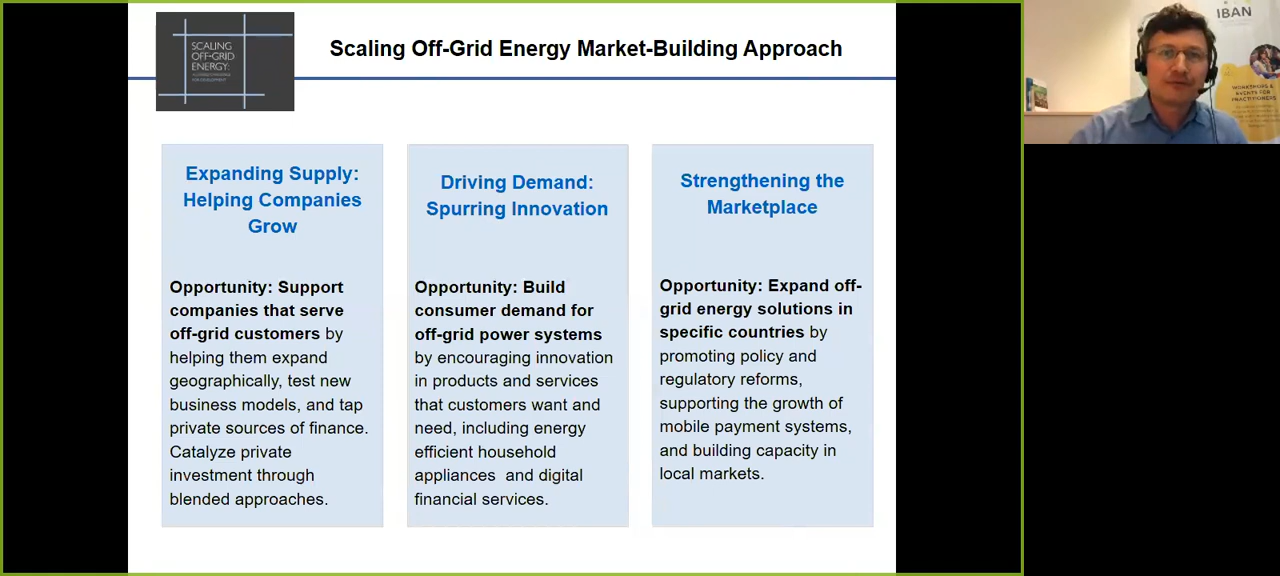 SCALING
OFF-GRID
ENERGY:
Scaling Off-Grid Energy Market-Building Approach
Expanding Supply:
Helping Companies
Grow
Opportunity: Support
companies that serve
off-grid customers by
helping them expand
geographically, test new
business models, and tap
private sources of finance.
Catalyze private
investment through
blended approaches.
Driving Demand:
Spurring Innovation
Opportunity: Build
consumer demand for
off-grid power systems
by encouraging innovation
in products and services
that customers want and
need, including energy
efficient household
appliances  and digital
financial services.
Strengthening the
Marketplace
Opportunity: Expand off-
grid energy solutions in
specific countries by
promoting policy and
regulatory reforms,
supporting the growth of
mobile payment systems,
and building capacity in
local markets.
IBAN
WORKSHOPS &
EVENTS FOR
PRACTITIONERS